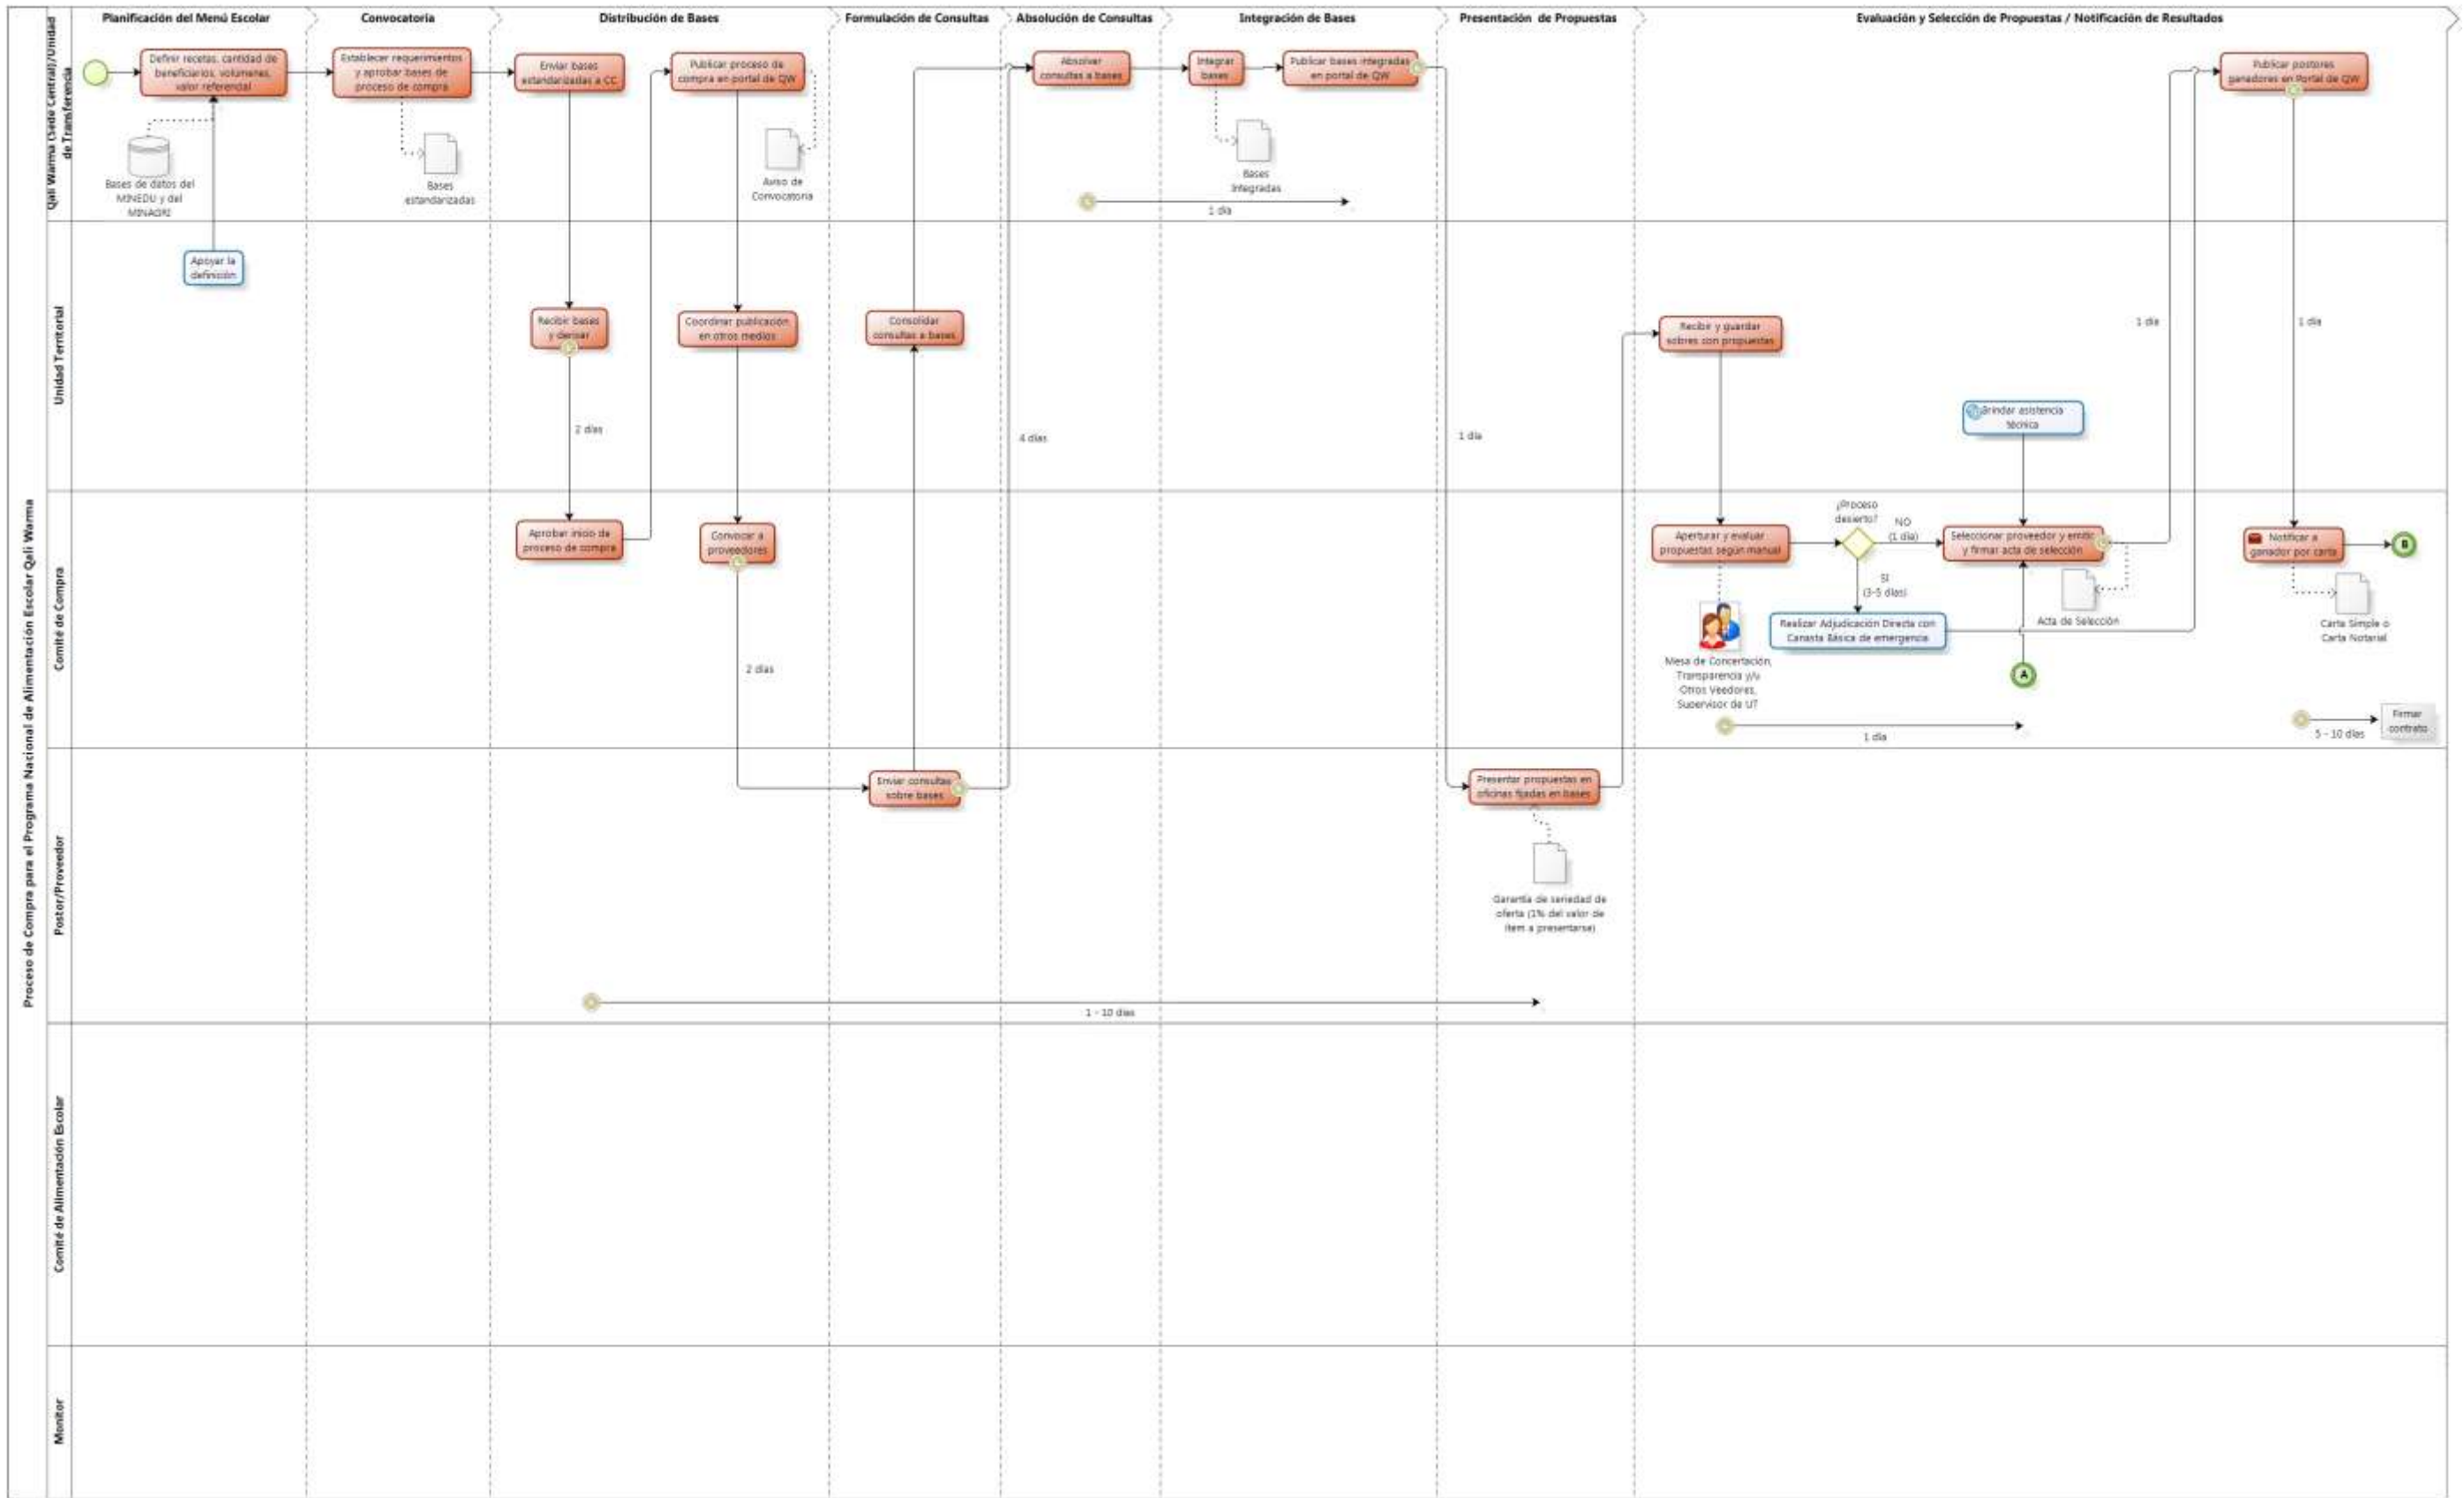 Proceso de Compra para el Programa Nacional de Alimentación Escolar Qali Warma
Planificación del Menú Escolar
Convocatoria
Distribución de Bases
Formulación de Consultas
Absolución de Consultas
Integración de Bases
Presentación de Propuestas
Evaluación y Selección de Propuestas / Notificación de Resultados
Qali Warma (Sede Central)/Unidad
de Transferencia
Definir recetas, cantidad de
beneficiarios, volumenes,
valor referencial
Bases de datos del
MINEDU y del
MINAGRI
Establecer requerimientos
y aprobar bases de
proceso de compra
Bases
estandarizadas
Enviar bases
estandarizadas a CC
Publicar proceso de
compra en portal de QW
Aviso de
Convocatoria
Absolver
consultas a bases
Integrar
bases
Publicar bases integradas
en portal de QW
Bases
Integradas
1 día
Publicar postores
ganadores en Portal de QW
Unidad Territorial
Apoyar la
definición
Recibir bases
y derivar
2 días
Coordinar publicación
en otros medios
Consolidar
consultas a bases
4 días
1 día
Recibir y guardar
sobres con propuestas
Brindar asistencia
técnica
1 día
1 día
Comité de Compra
Aprobar inicio de
proceso de compra
Convocar a
proveedores
2 días
Aperturar y evaluar
propuestas según manual
Mesa de Concertación,
Transparencia y/u
Otros Veedores,
Supervisor de UT
¿Proceso
desierto?
NO
(1 día)
SI
(3-5 días)
Seleccionar proveedor y emitir
y firmar acta de selección
Acta de Selección
Realizar Adjudicación Directa con
Canasta Básica de emergencia
A
1 día
Notificar a
ganador por carta
B
Carta Simple o
Carta Notarial
5 - 10 días
Firmar
contrato
Postor/Proveedor
Enviar consultas
sobre bases
Presentar propuestas en
oficinas fijadas en bases
Garantía de seriedad de
oferta (1% del valor de
ítem a presentarse)
1 - 10 días
Comité de Alimentación Escolar
Monitor